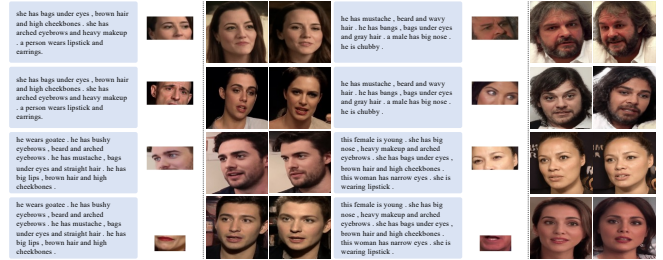 she has bags under eyes , brown hair
and high cheekbones . she has
arched eyebrows and heavy makeup
. a person wears lipstick and
earrings.
he has mustache , beard and wavy
hair . he has bangs , bags under eyes
and gray hair . a male has big nose .
he is chubby .
she has bags under eyes , brown hair
and high cheekbones . she has
arched eyebrows and heavy makeup
. a person wears lipstick and
earrings.
he has mustache , beard and wavy
hair . he has bangs , bags under eyes
and gray hair . a male has big nose .
he is chubby .
he wears goatee . he has bushy
eyebrows , beard and arched
eyebrows . he has mustache , bags
under eyes and straight hair . he has
big lips , brown hair and high
cheekbones .
this female is young . she has big
nose , heavy makeup and arched
eyebrows . she has bags under eyes ,
brown hair and high cheekbones .
this woman has narrow eyes . she is
wearing lipstick .
he wears goatee . he has bushy
eyebrows , beard and arched
eyebrows . he has mustache , bags
under eyes and straight hair . he has
big lips , brown hair and high
cheekbones .
this female is young . she has big
nose , heavy makeup and arched
eyebrows . she has bags under eyes ,
brown hair and high cheekbones .
this woman has narrow eyes . she is
wearing lipstick .